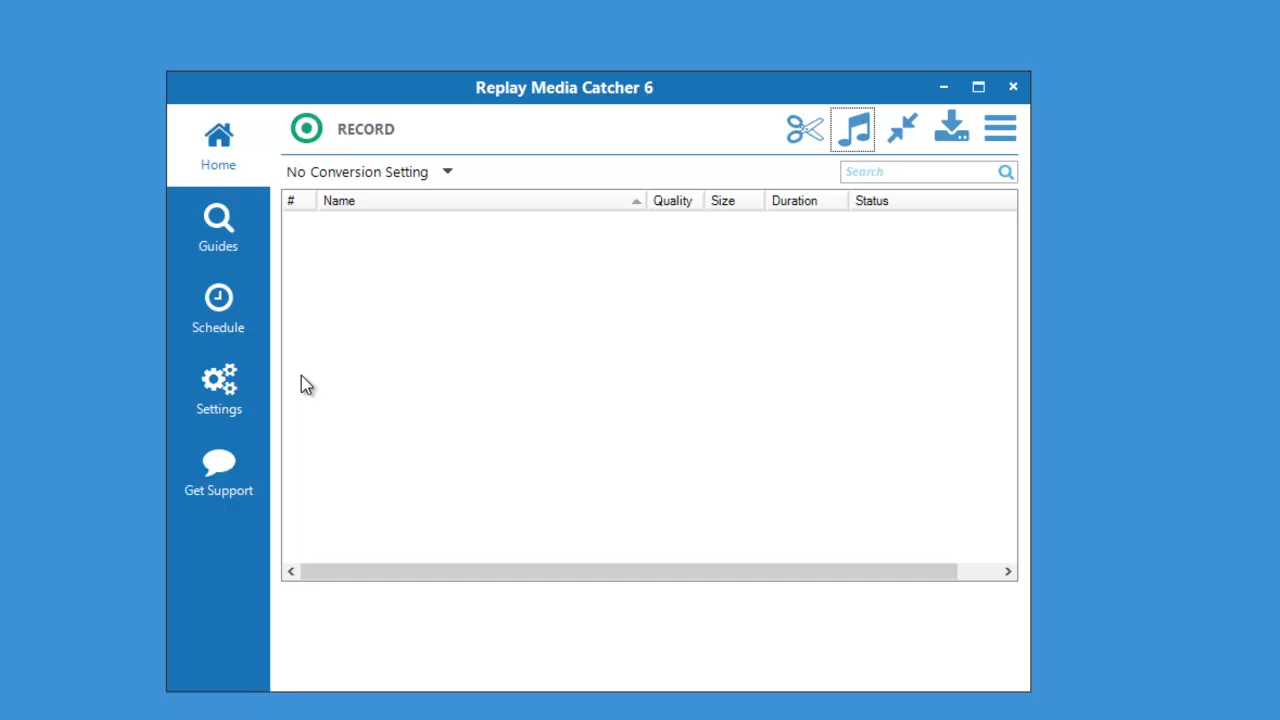 Replay Media Catcher 6
Home
RECORD
No Conversion Setting
Search
# Name Quality Size Duration Status
Guides
Schedule
Settings
Get Support